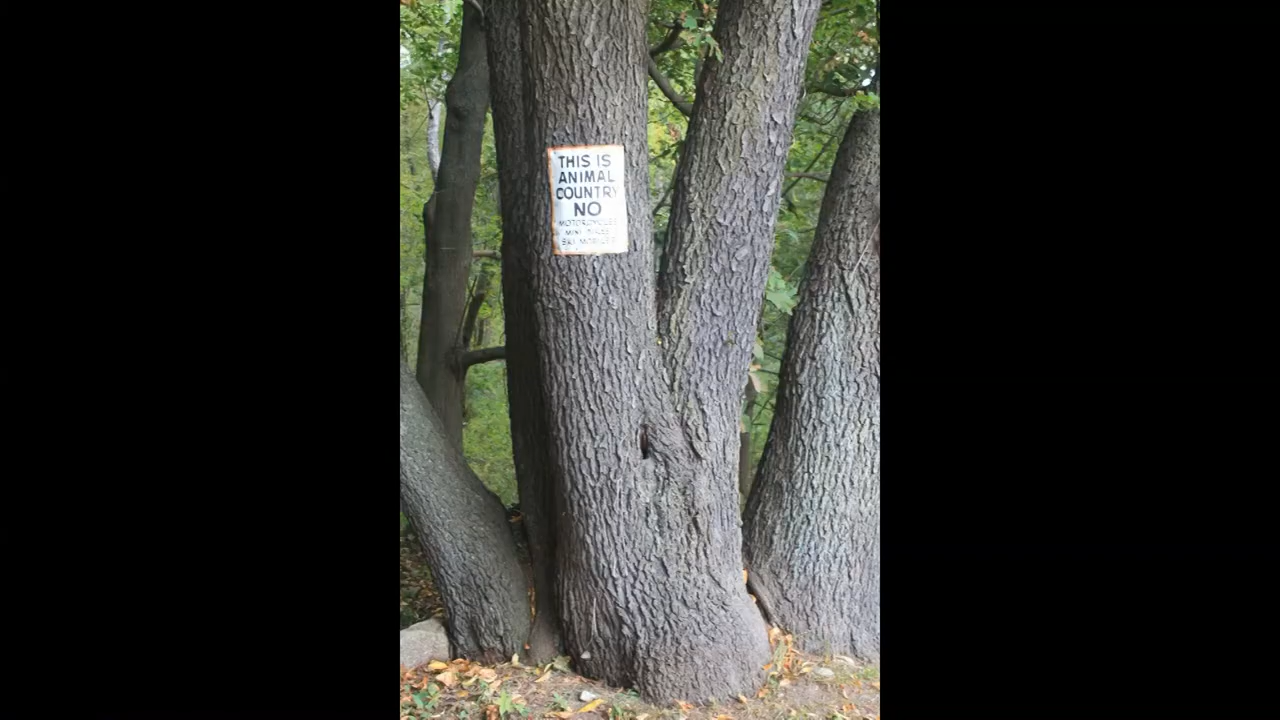 THIS IS
ANIMAL
COUNTRY
NO
MOTORCYCLES
MINI BIKES